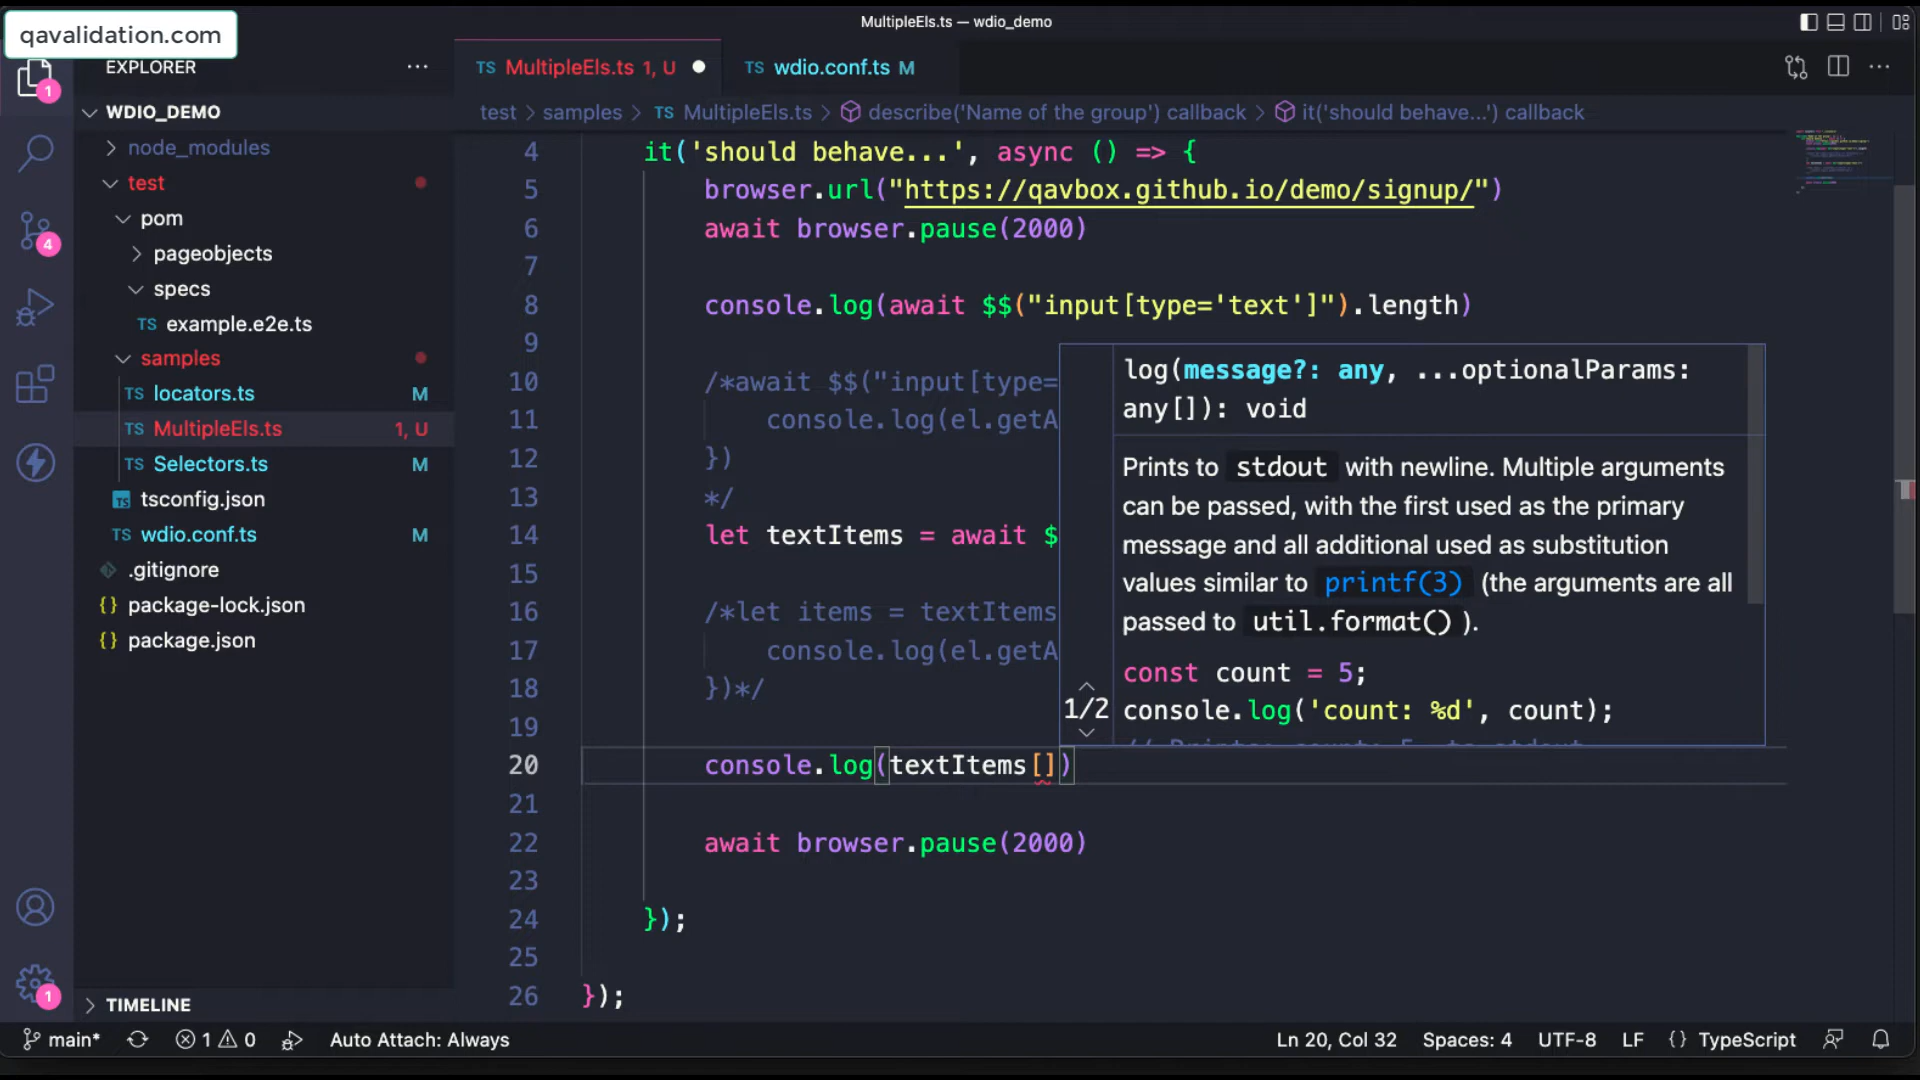 MultipleEls.ts — wdio_demo
qavalidation.com
EXPLORER
1
WDIO_DEMO
node_modules
test
pom
pageobjects
specs
TS example.e2e.ts
samples
TS locators.ts M
TS MultipleEls.ts 1, U
TS Selectors.ts M
TS tsconfig.json
TS wdio.conf.ts M
.gitignore
{} package-lock.json
{} package.json
4
1
TIMELINE
TS MultipleEls.ts 1, U
TS wdio.conf.ts M
test > samples > TS MultipleEls.ts > describe('Name of the group') callback > it('should behave...') callback
4 it('should behave...', async () => {
5 browser.url("https://qavbox.github.io/demo/signup/")
6 await browser.pause(2000)
7
8 console.log(await $$("input[type='text']").length)
9
10 /*await $$("input[type=
11 console.log(el.getA
12 })
13 */
14 let textItems = await $
15
16 /*let items = textItems
17 console.log(el.getA
18 })*/
19
20 console.log(textItems[])
21
22 await browser.pause(2000)
23
24 });
25
26 });
log(message?: any, ...optionalParams:
any[]): void
Prints to stdout with newline. Multiple arguments
can be passed, with the first used as the primary
message and all additional used as substitution
values similar to printf(3) (the arguments are all
passed to util.format() ).
const count = 5;
1/2 console.log('count: %d', count);
// Prints: count: 5, to stdout
main* 1 0 Auto Attach: Always Ln 20, Col 32 Spaces: 4 UTF-8 LF {} TypeScript